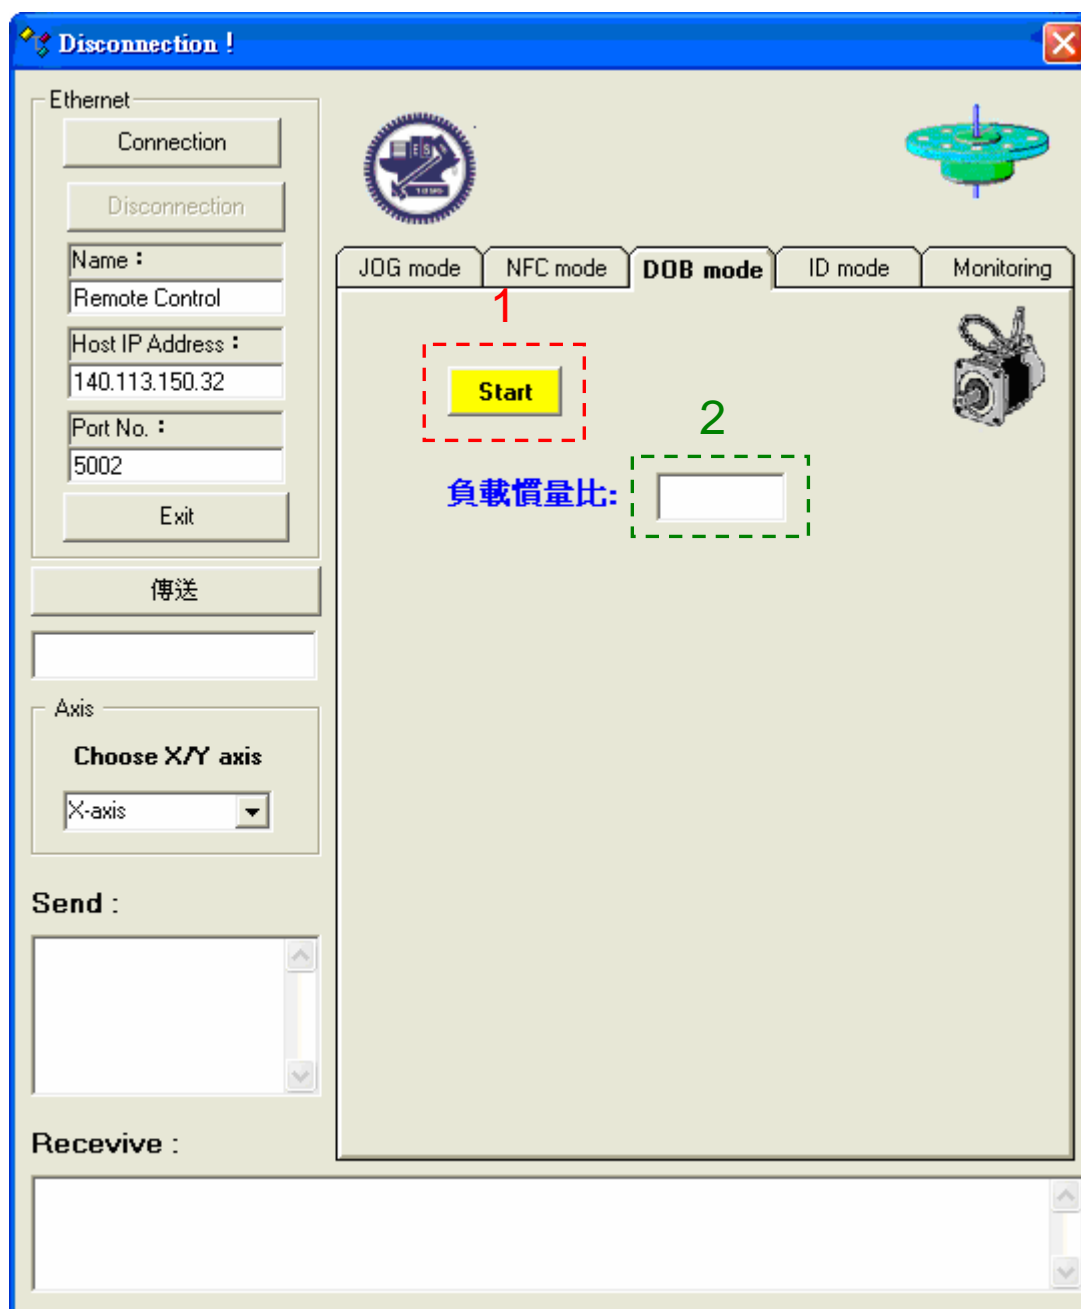 Disconnection !
Ethernet
Connection
Disconnection
Name：
Remote Control
Host IP Address：
140.113.150.32
Port No.：
5002
Exit
傳送
Axis
Choose X/Y axis
X-axis
Send :
Recevive :
JOG mode
NFC mode
DOB mode
ID mode
Monitoring
1
Start
2
負載慣量比: